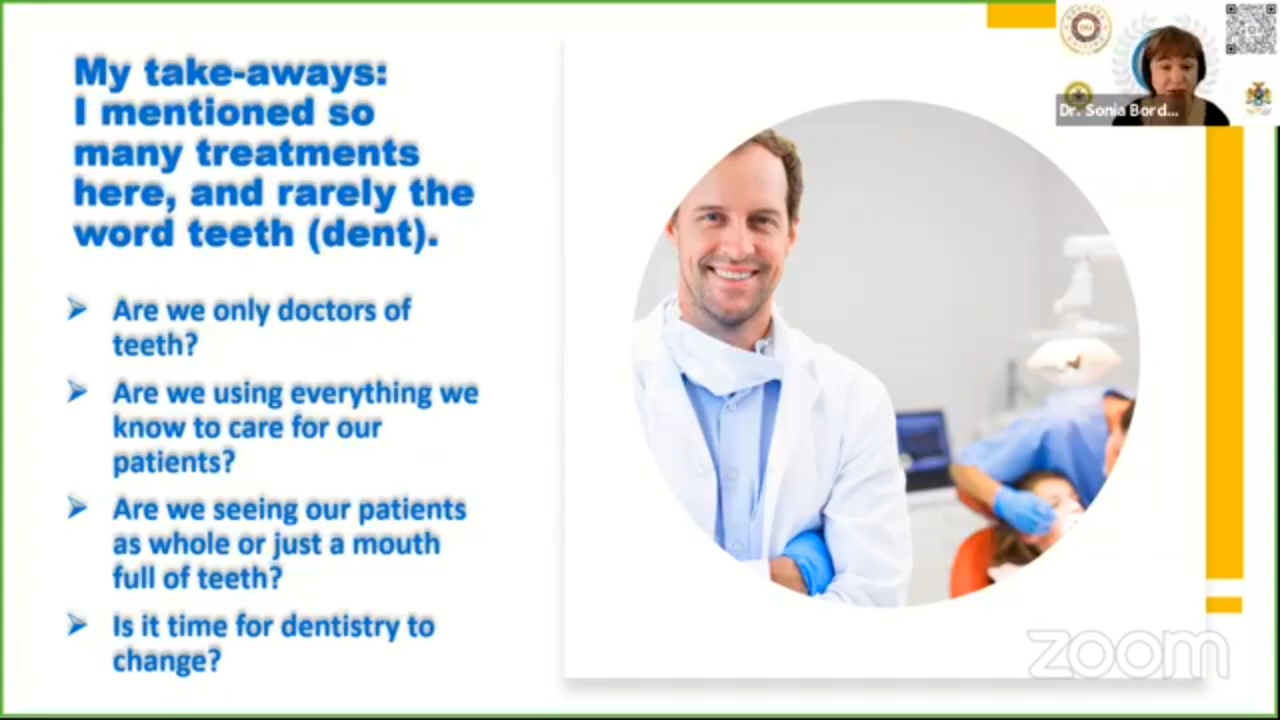 My take-aways:
I mentioned so
many treatments
here, and rarely the
word teeth (dent).
➢ Are we only doctors of
teeth?
➢ Are we using everything we
know to care for our
patients?
➢ Are we seeing our patients
as whole or just a mouth
full of teeth?
➢ Is it time for dentistry to
change?
Dr. Sonia Bord...
zoom